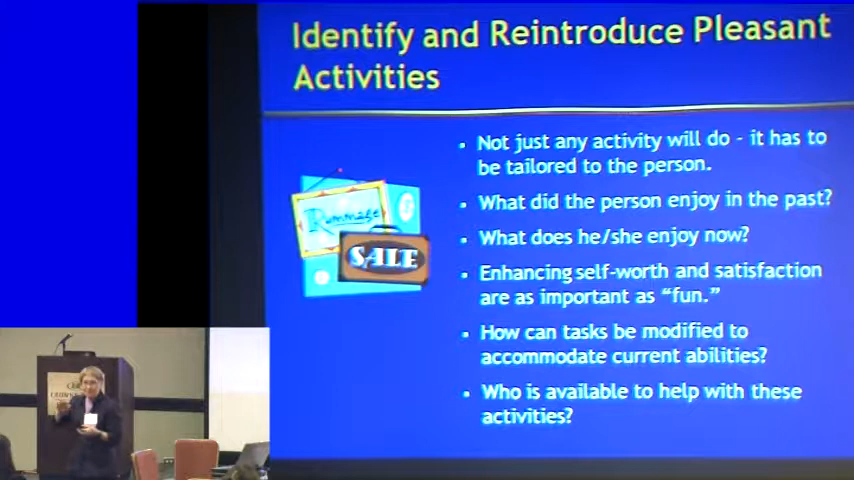 Identify and Reintroduce Pleasant
Activities
• Not just any activity will do - it has to
be tailored to the person.
• What did the person enjoy in the past?
• What does he/she enjoy now?
• Enhancing self-worth and satisfaction
are as important as “fun.”
• How can tasks be modified to
accommodate current abilities?
• Who is available to help with these
activities?
Rummage
SALE